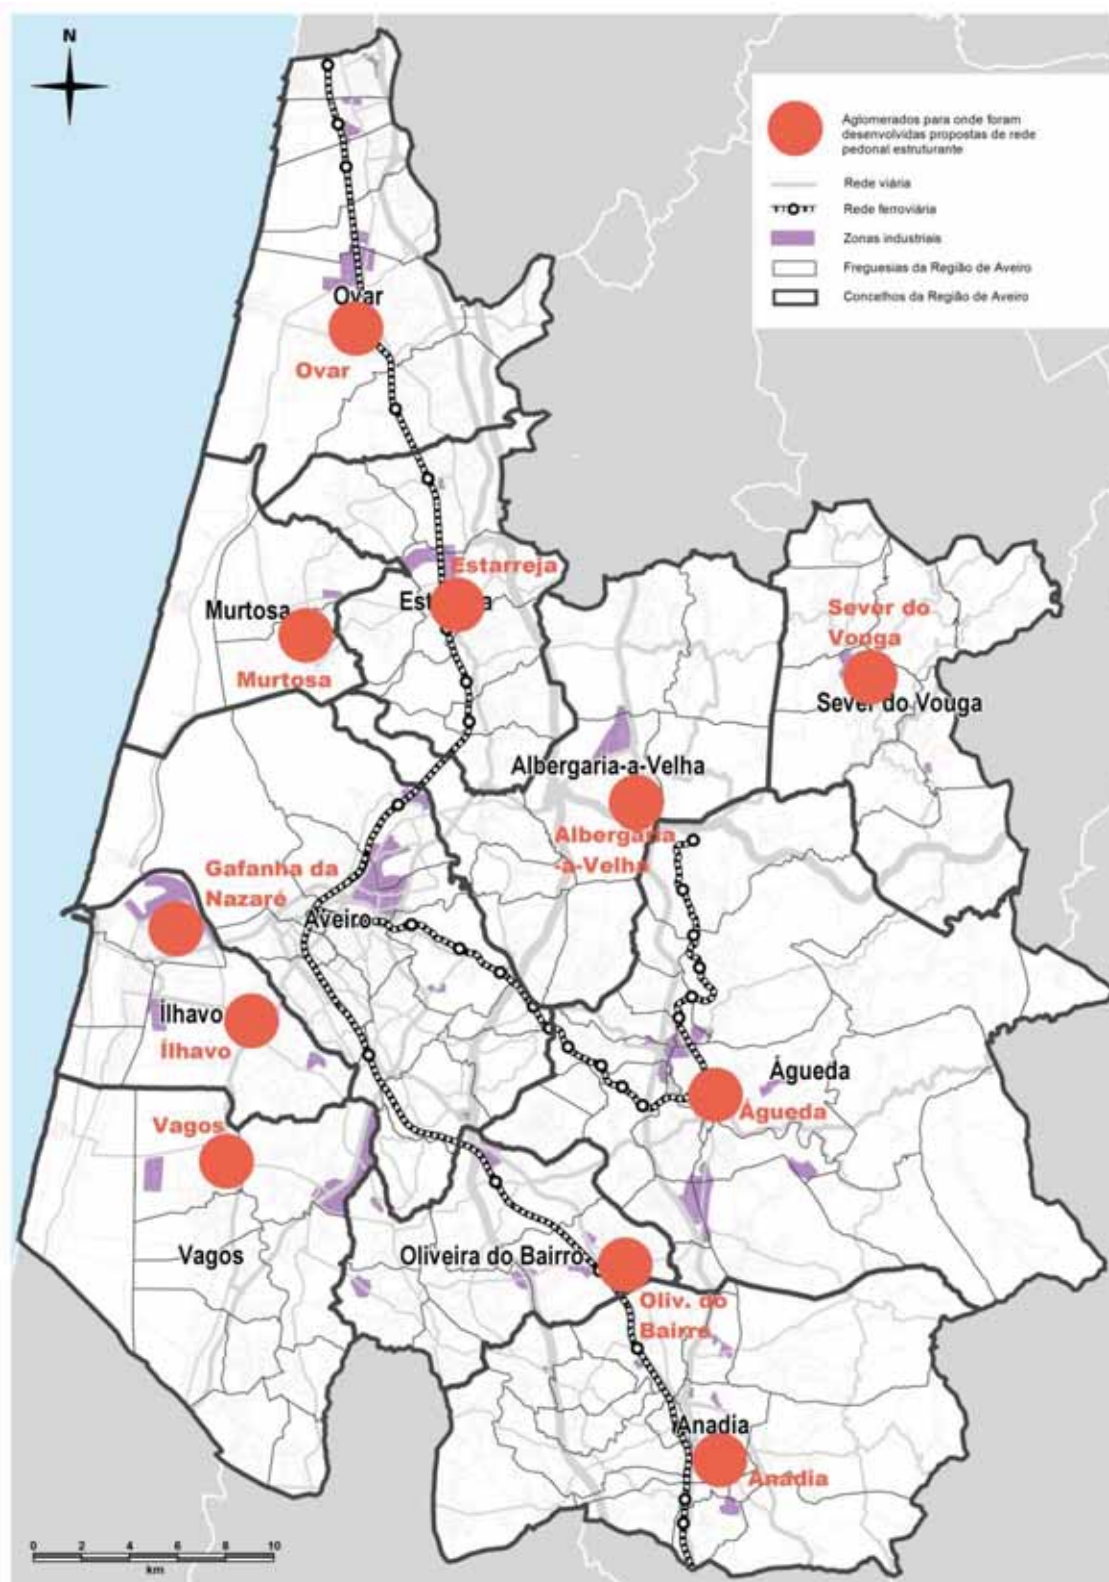 N
Aglomerados para onde foram
desenvolvidas propostas de rede
pedonal estruturante
Rede viária
Rede ferroviária
Zonas industriais
Freguesias da Região de Aveiro
Concelhos da Região de Aveiro
Ovar
Ovar
Estarreja
Murtosa
Murtosa
Sever do
Vouga
Sever do Vouga
Albergaria-a-Velha
Albergaria
-a-Velha
Gafanha da
Nazaré
Aveiro
Ílhavo
Ílhavo
Águeda
Águeda
Vagos
Vagos
Oliveira do Bairro
Oliv. do
Bairro
Anadia
Anadia
0 2 4 6 8 10
km